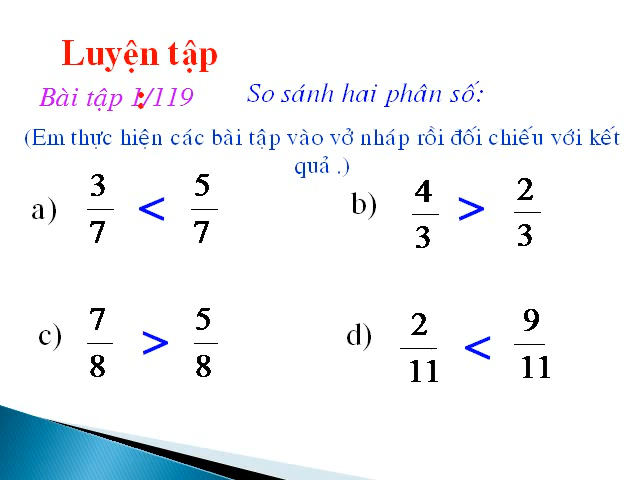 Luyện tập
:
Bài tập 1/119 So sánh hai phân số:
(Em thực hiện các bài tập vào vở nháp rồi đối chiếu với kết
quả .)
a) 3/7 < 5/7 b) 4/3 > 2/3
c) 7/8 > 5/8 d) 2/11 < 9/11